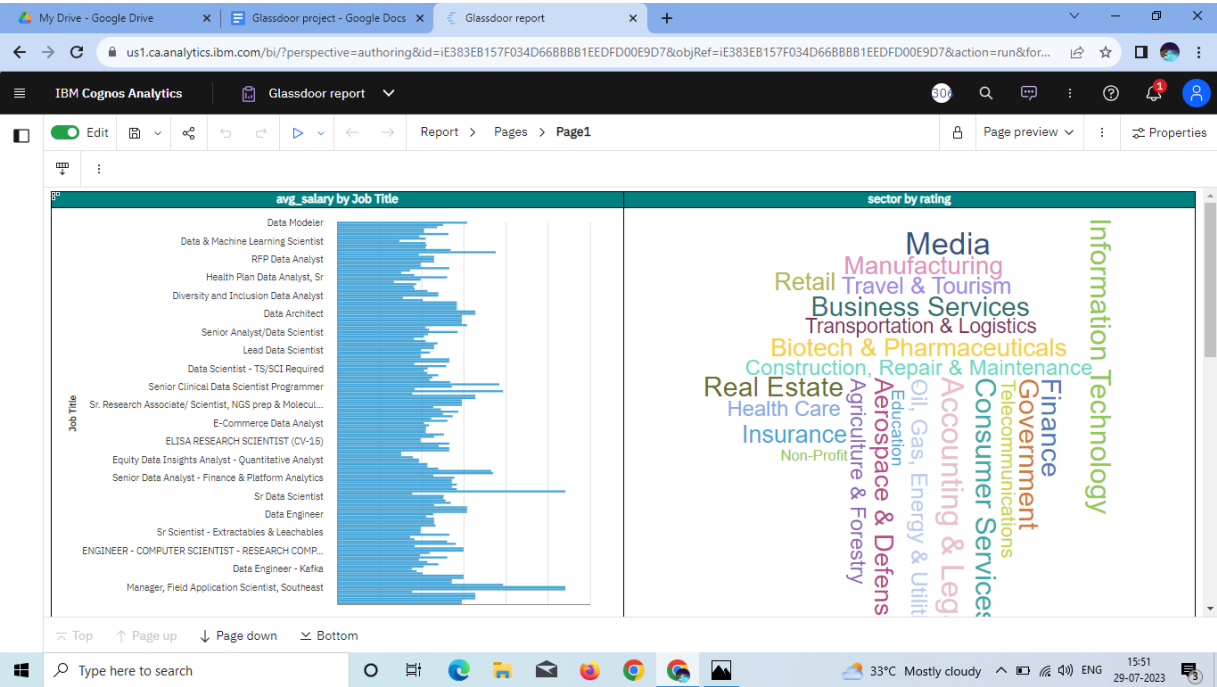 My Drive - Google Drive
Glassdoor project - Google Docs
Glassdoor report
us1.ca.analytics.ibm.com/bi/?perspective=authoring&id=iE383EB157F034D66BBBB1EEDFD00E9D7&objRef=iE383EB157F034D66BBBB1EEDFD00E9D7&action=run&for...
IBM Cognos Analytics
Glassdoor report
306
1
Edit
Report > Pages > Page1
Page preview
Properties
avg_salary by Job Title
Job Title
Data Modeler
Data & Machine Learning Scientist
RFP Data Analyst
Health Plan Data Analyst, Sr
Diversity and Inclusion Data Analyst
Data Architect
Senior Analyst/Data Scientist
Lead Data Scientist
Data Scientist - TS/SCI Required
Senior Clinical Data Scientist Programmer
Sr. Research Associate/ Scientist, NGS prep & Molecul...
E-Commerce Data Analyst
ELISA RESEARCH SCIENTIST (CV-15)
Equity Data Insights Analyst - Quantitative Analyst
Senior Data Analyst - Finance & Platform Analytics
Sr Data Scientist
Data Engineer
Sr Scientist - Extractables & Leachables
ENGINEER - COMPUTER SCIENTIST - RESEARCH COMP...
Data Engineer - Kafka
Manager, Field Application Scientist, Southeast
sector by rating
Media
Manufacturing
Retail
Travel & Tourism
Business Services
Transportation & Logistics
Biotech & Pharmaceuticals
Construction, Repair & Maintenance
Real Estate
Health Care
Insurance
Non-Profit
Agriculture & Forestry
Aerospace & Defens
Education
Oil, Gas, Energy & Utilit
Accounting & Leg
Consumer Services
Telecommunications
Government
Finance
Information Technology
Top
Page up
Page down
Bottom
Type here to search
33°C Mostly cloudy
ENG
15:51
29-07-2023
3